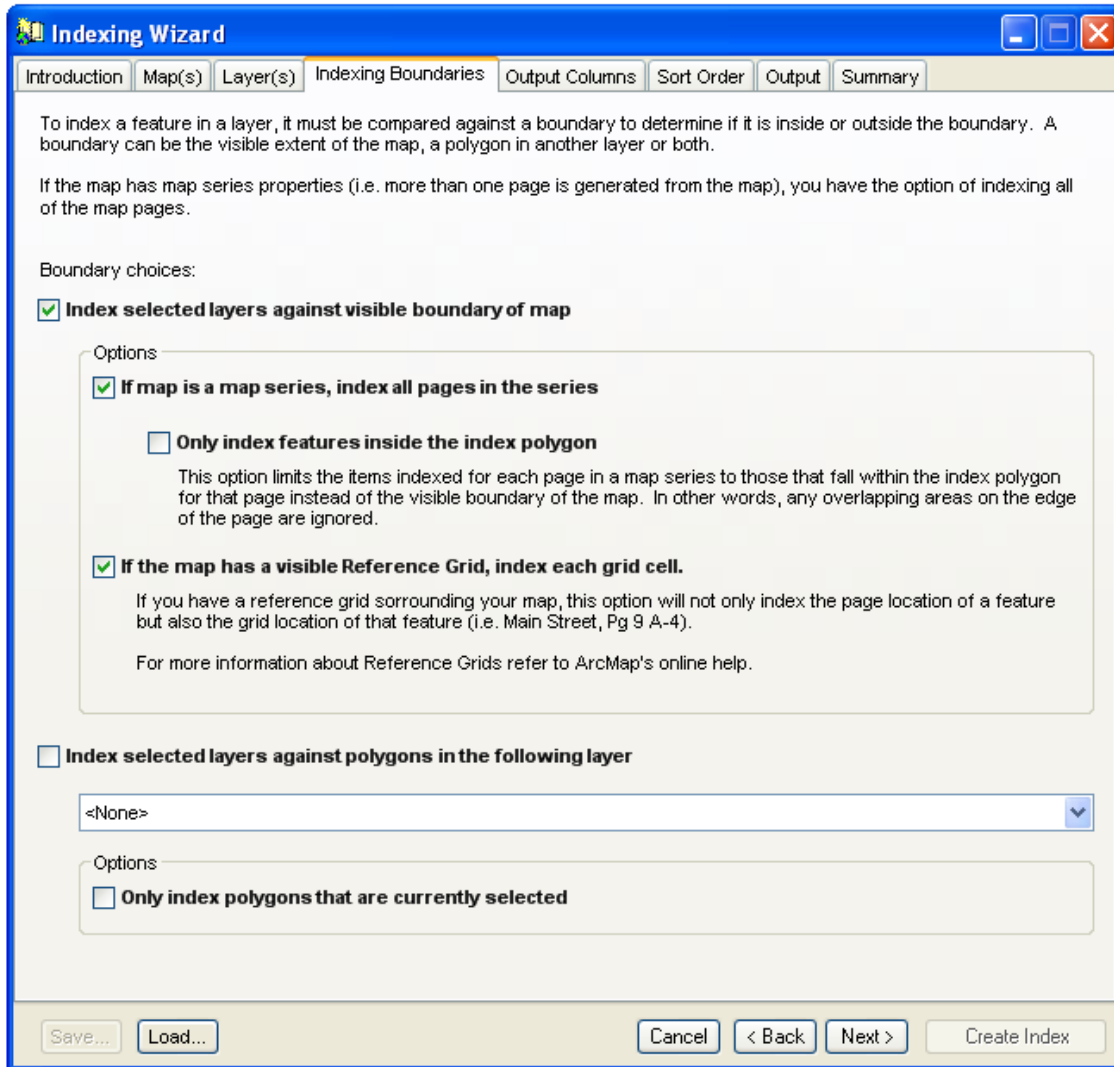 Indexing Wizard
Introduction Map(s) Layer(s) Indexing Boundaries Output Columns Sort Order Output Summary
To index a feature in a layer, it must be compared against a boundary to determine if it is inside or outside the boundary. A
boundary can be the visible extent of the map, a polygon in another layer or both.
If the map has map series properties (i.e. more than one page is generated from the map), you have the option of indexing all
of the map pages.
Boundary choices:
Index selected layers against visible boundary of map
Options
If map is a map series, index all pages in the series
Only index features inside the index polygon
This option limits the items indexed for each page in a map series to those that fall within the index polygon
for that page instead of the visible boundary of the map. In other words, any overlapping areas on the edge
of the page are ignored.
If the map has a visible Reference Grid, index each grid cell.
If you have a reference grid sorrounding your map, this option will not only index the page location of a feature
but also the grid location of that feature (i.e. Main Street, Pg 9 A-4).
For more information about Reference Grids refer to ArcMap's online help.
Index selected layers against polygons in the following layer
<None>
Options
Only index polygons that are currently selected
Save... Load... Cancel < Back Next > Create Index